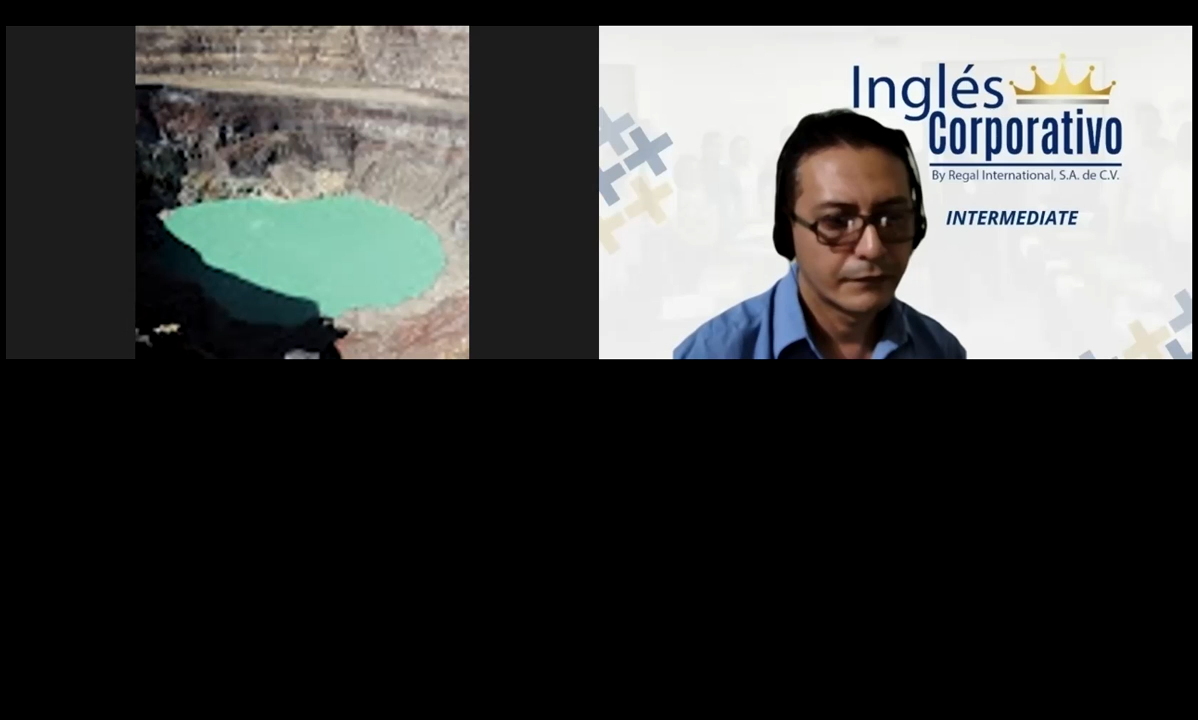 Inglés
Corporativo
By Regal International, S.A. de C.V.
INTERMEDIATE